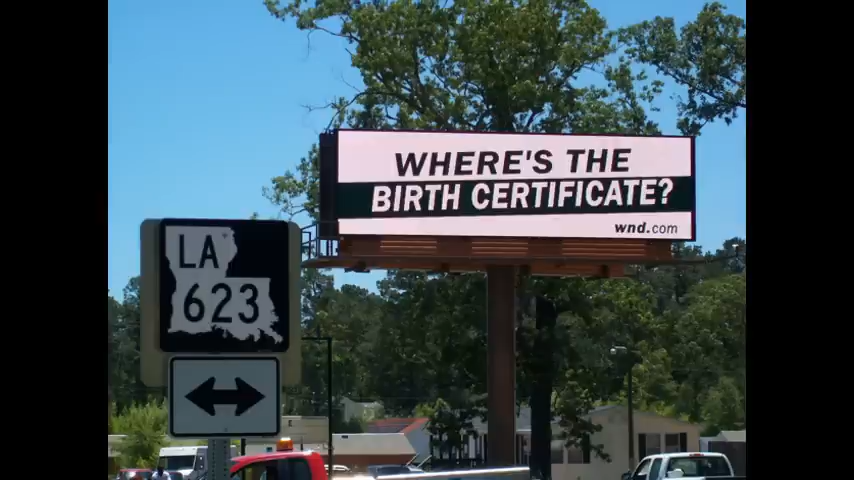 WHERE'S THE
BIRTH CERTIFICATE?
wnd.com
LA
623